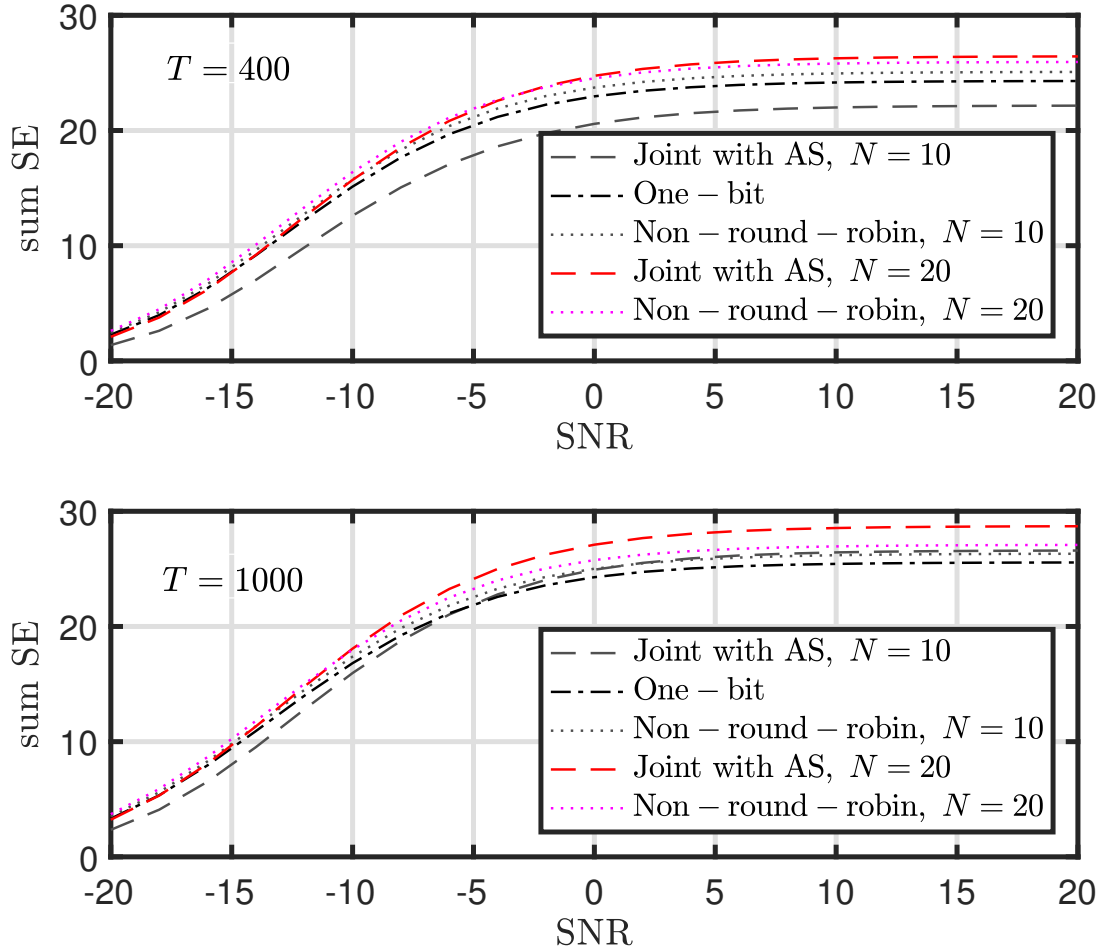 30
T = 400
20
sum SE
10
0
Joint with AS, N = 10
One − bit
Non − round − robin, N = 10
Joint with AS, N = 20
Non − round − robin, N = 20
-20 -15 -10 -5 0 5 10 15 20
SNR
30
T = 1000
20
sum SE
10
0
Joint with AS, N = 10
One − bit
Non − round − robin, N = 10
Joint with AS, N = 20
Non − round − robin, N = 20
-20 -15 -10 -5 0 5 10 15 20
SNR